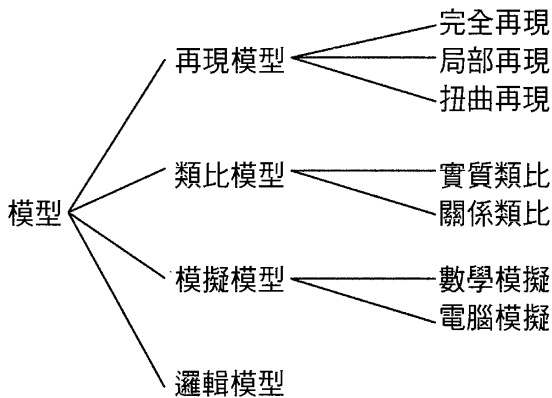 模型
再現模型
完全再現
局部再現
扭曲再現
類比模型
實質類比
關係類比
模擬模型
數學模擬
電腦模擬
邏輯模型